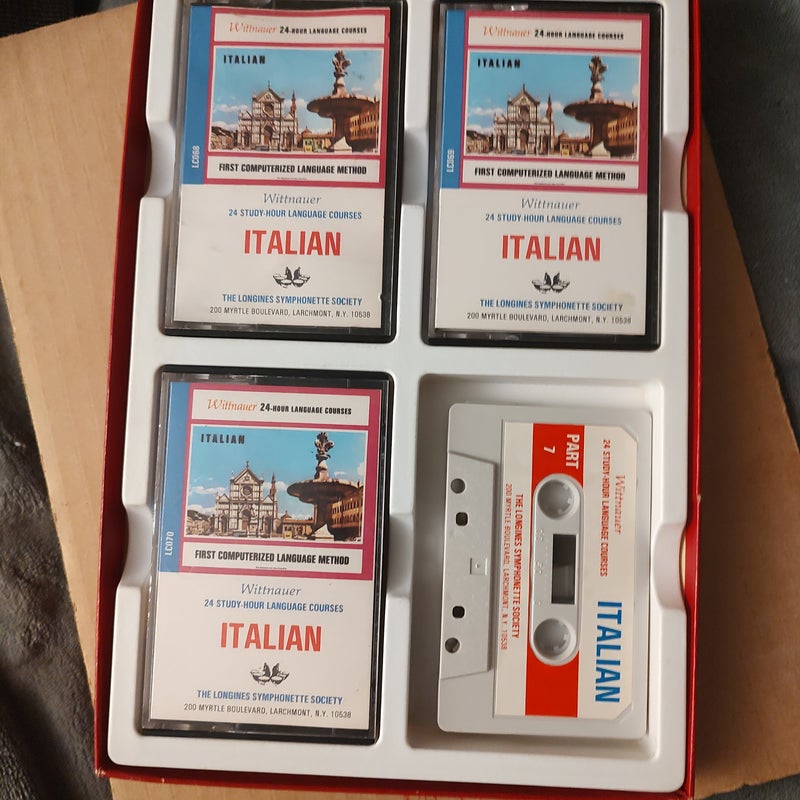 Wittnauer 24-HOUR LANGUAGE COURSES
ITALIAN
LC068
FIRST COMPUTERIZED LANGUAGE METHOD
Wittnauer
24 STUDY-HOUR LANGUAGE COURSES
ITALIAN
THE LONGINES SYMPHONETTE SOCIETY
200 MYRTLE BOULEVARD, LARCHMONT, N.Y. 10538
Wittnauer 24-HOUR LANGUAGE COURSES
ITALIAN
LC069
FIRST COMPUTERIZED LANGUAGE METHOD
Wittnauer
24 STUDY-HOUR LANGUAGE COURSES
ITALIAN
THE LONGINES SYMPHONETTE SOCIETY
200 MYRTLE BOULEVARD, LARCHMONT, N.Y. 10538
Wittnauer 24-HOUR LANGUAGE COURSES
ITALIAN
LC070
FIRST COMPUTERIZED LANGUAGE METHOD
Wittnauer
24 STUDY-HOUR LANGUAGE COURSES
ITALIAN
THE LONGINES SYMPHONETTE SOCIETY
200 MYRTLE BOULEVARD, LARCHMONT, N.Y. 10538
Wittnauer
24 STUDY-HOUR LANGUAGE COURSES
ITALIAN
PART
7
THE LONGINES SYMPHONETTE SOCIETY
200 MYRTLE BOULEVARD, LARCHMONT, N.Y. 10538